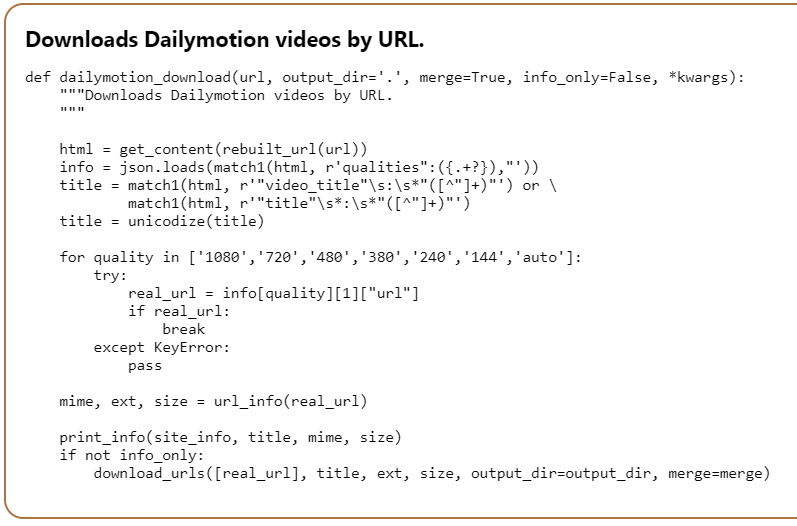 Downloads Dailymotion videos by URL.
def dailymotion_download(url, output_dir='.', merge=True, info_only=False, *kwargs):
    """Downloads Dailymotion videos by URL.
    """

    html = get_content(rebuilt_url(url))
    info = json.loads(match1(html, r'qualities":({.+?}),"'))
    title = match1(html, r'"video_title"\s:\s*"([^"]+)"') or \
            match1(html, r'"title"\s*:\s*"([^"]+)"')
    title = unicodize(title)

    for quality in ['1080','720','480','380','240','144','auto']:
        try:
            real_url = info[quality][1]["url"]
            if real_url:
                break
        except KeyError:
            pass

    mime, ext, size = url_info(real_url)

    print_info(site_info, title, mime, size)
    if not info_only:
        download_urls([real_url], title, ext, size, output_dir=output_dir, merge=merge)